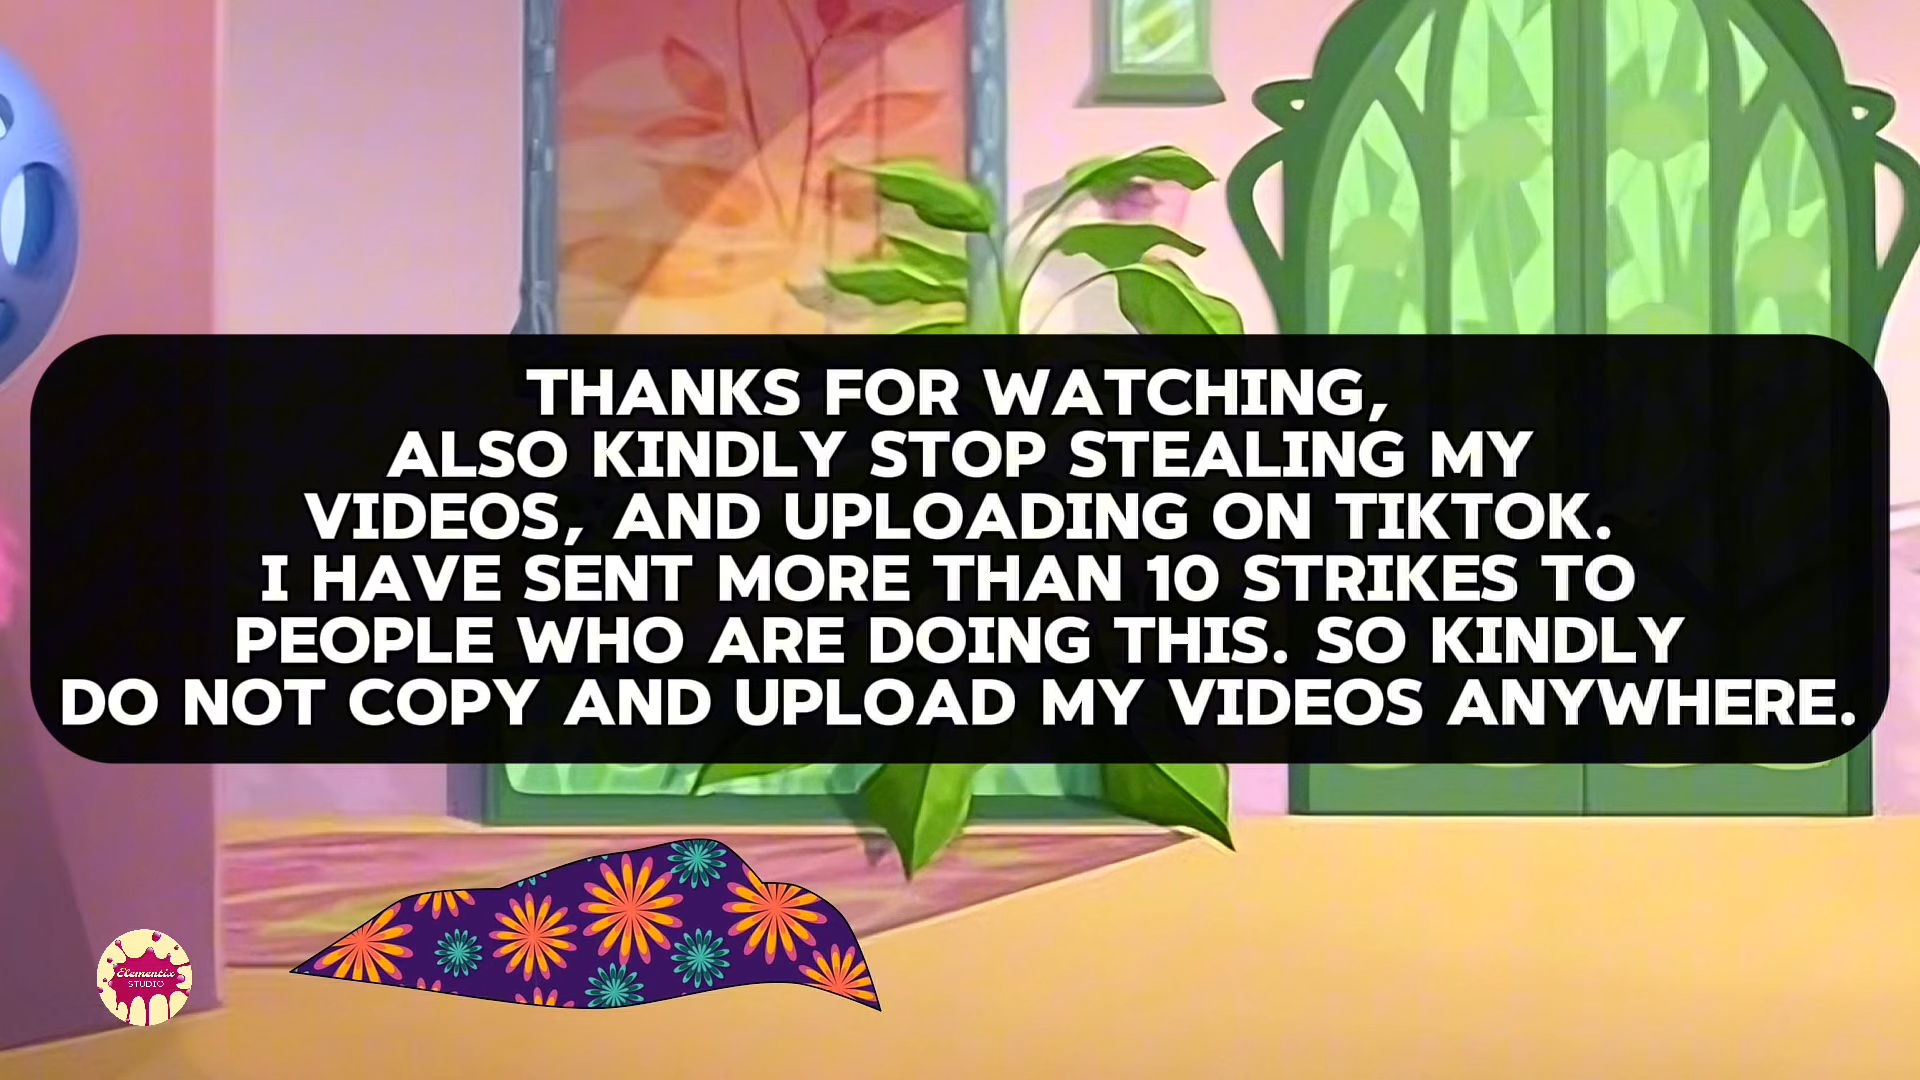 THANKS FOR WATCHING,
ALSO KINDLY STOP STEALING MY
VIDEOS, AND UPLOADING ON TIKTOK.
I HAVE SENT MORE THAN 10 STRIKES TO
PEOPLE WHO ARE DOING THIS. SO KINDLY
DO NOT COPY AND UPLOAD MY VIDEOS ANYWHERE.
Elementix
STUDIO